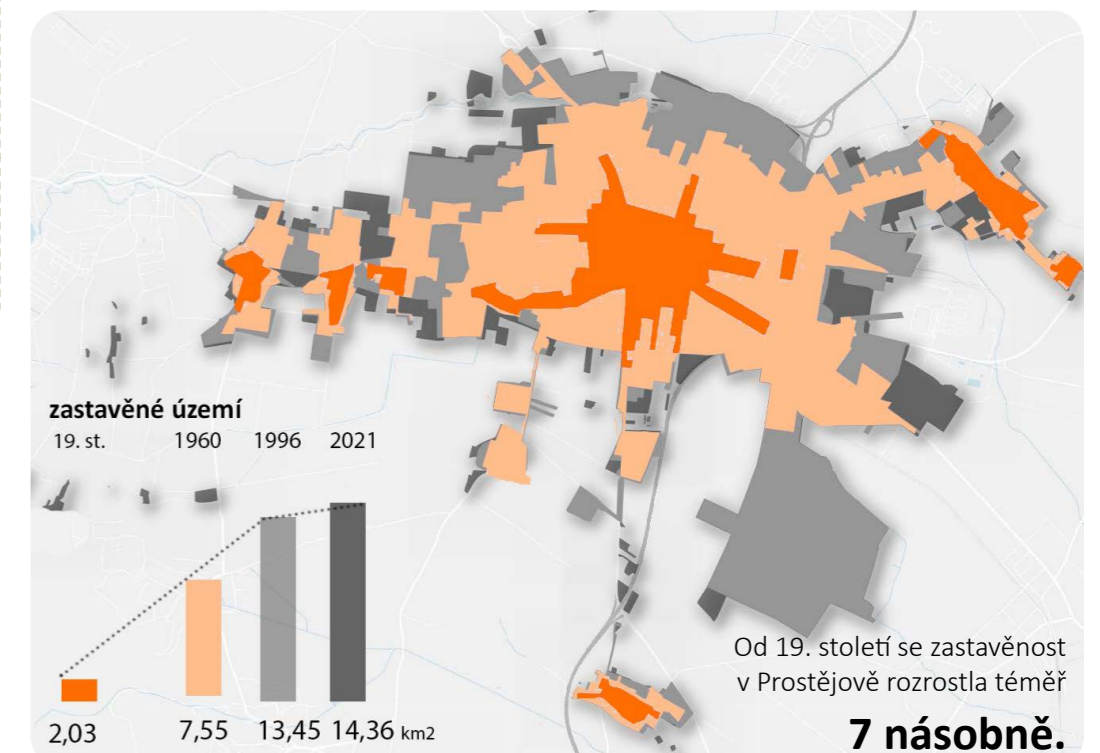 zastavěné území
19. st. 1960 1996 2021
2,03 7,55 13,45 14,36 km2
Od 19. století se zastavěnost
v Prostějově rozrostla téměř
7 násobně.